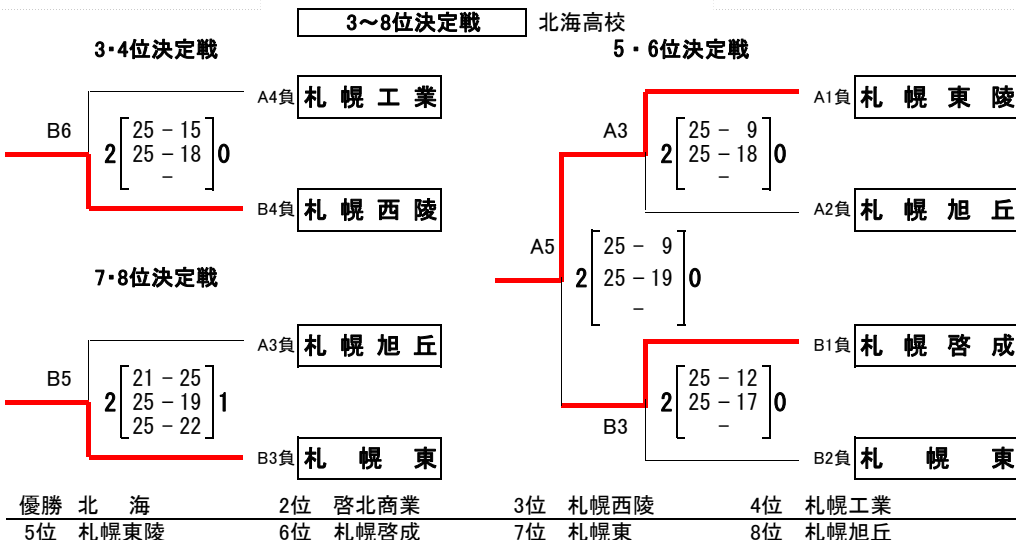 3～8位決定戦 北海高校
3・4位決定戦
A4負 札幌工業
B6
2 [ 25 - 15 ] 0
25 - 18
-
B4負 札幌西陵
7・8位決定戦
A3負 札幌旭丘
B5
2 [ 21 - 25 ] 1
25 - 19
25 - 22
B3負 札幌東
5・6位決定戦
A1負 札幌東陵
A3
2 [ 25 - 9 ] 0
25 - 18
-
A2負 札幌旭丘
A5
2 [ 25 - 9 ] 0
25 - 19
-
B1負 札幌啓成
2 [ 25 - 12 ] 0
25 - 17
-
B3
B2負 札幌東
優勝 北海 2位 啓北商業 3位 札幌西陵 4位 札幌工業
5位 札幌東陵 6位 札幌啓成 7位 札幌東 8位 札幌旭丘